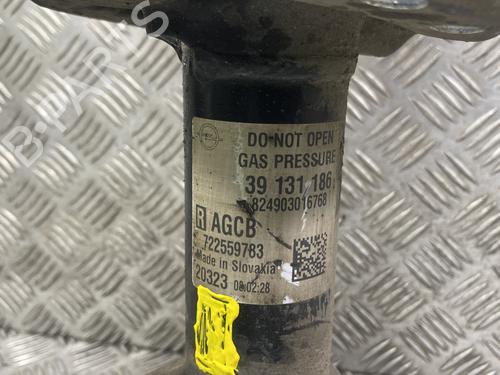 B-PARTS
DO NOT OPEN
GAS PRESSURE
39 131 186
824903016768
R AGCB
722559783
Made in Slovakia
20323 08:02:28